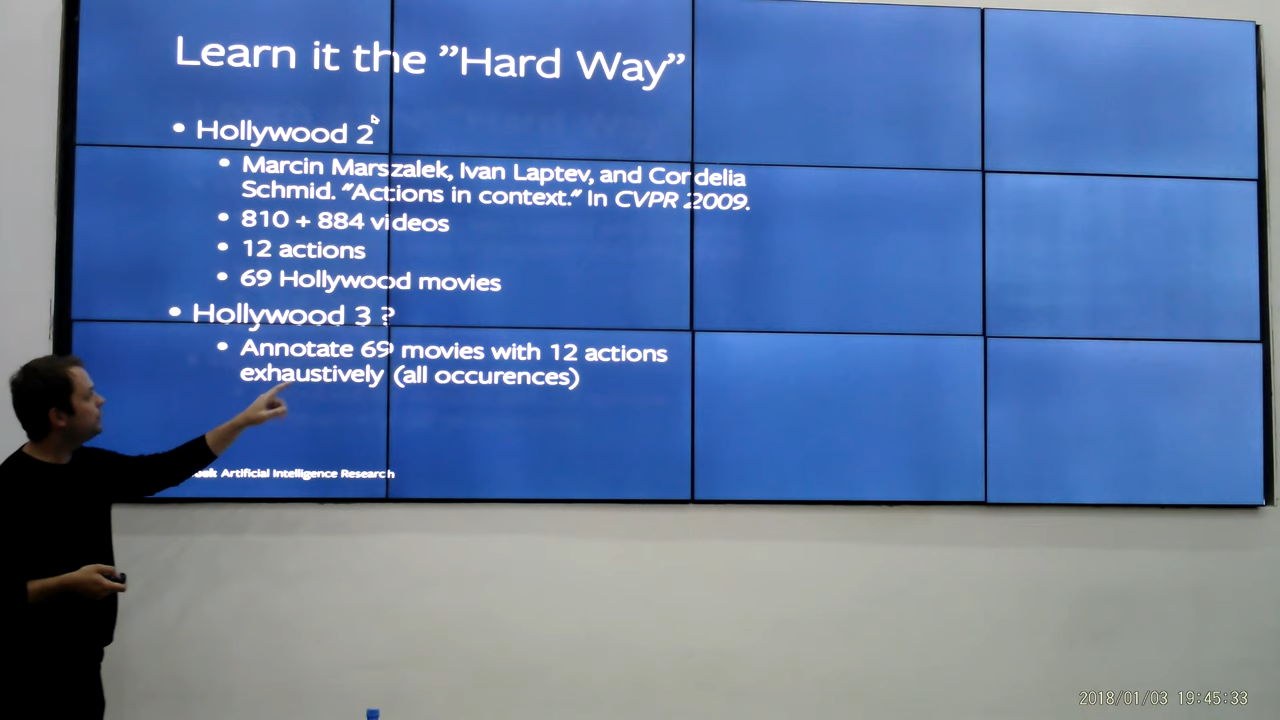 Learn it the ”Hard Way”
• Hollywood 2
• Marcin Marszalek, Ivan Laptev, and Cordelia
Schmid. "Actions in context." In CVPR 2009.
• 810 + 884 videos
• 12 actions
• 69 Hollywood movies
• Hollywood 3 ?
• Annotate 69 movies with 12 actions
exhaustively (all occurences)
Artificial Intelligence Research
2018/01/03 19:45:33